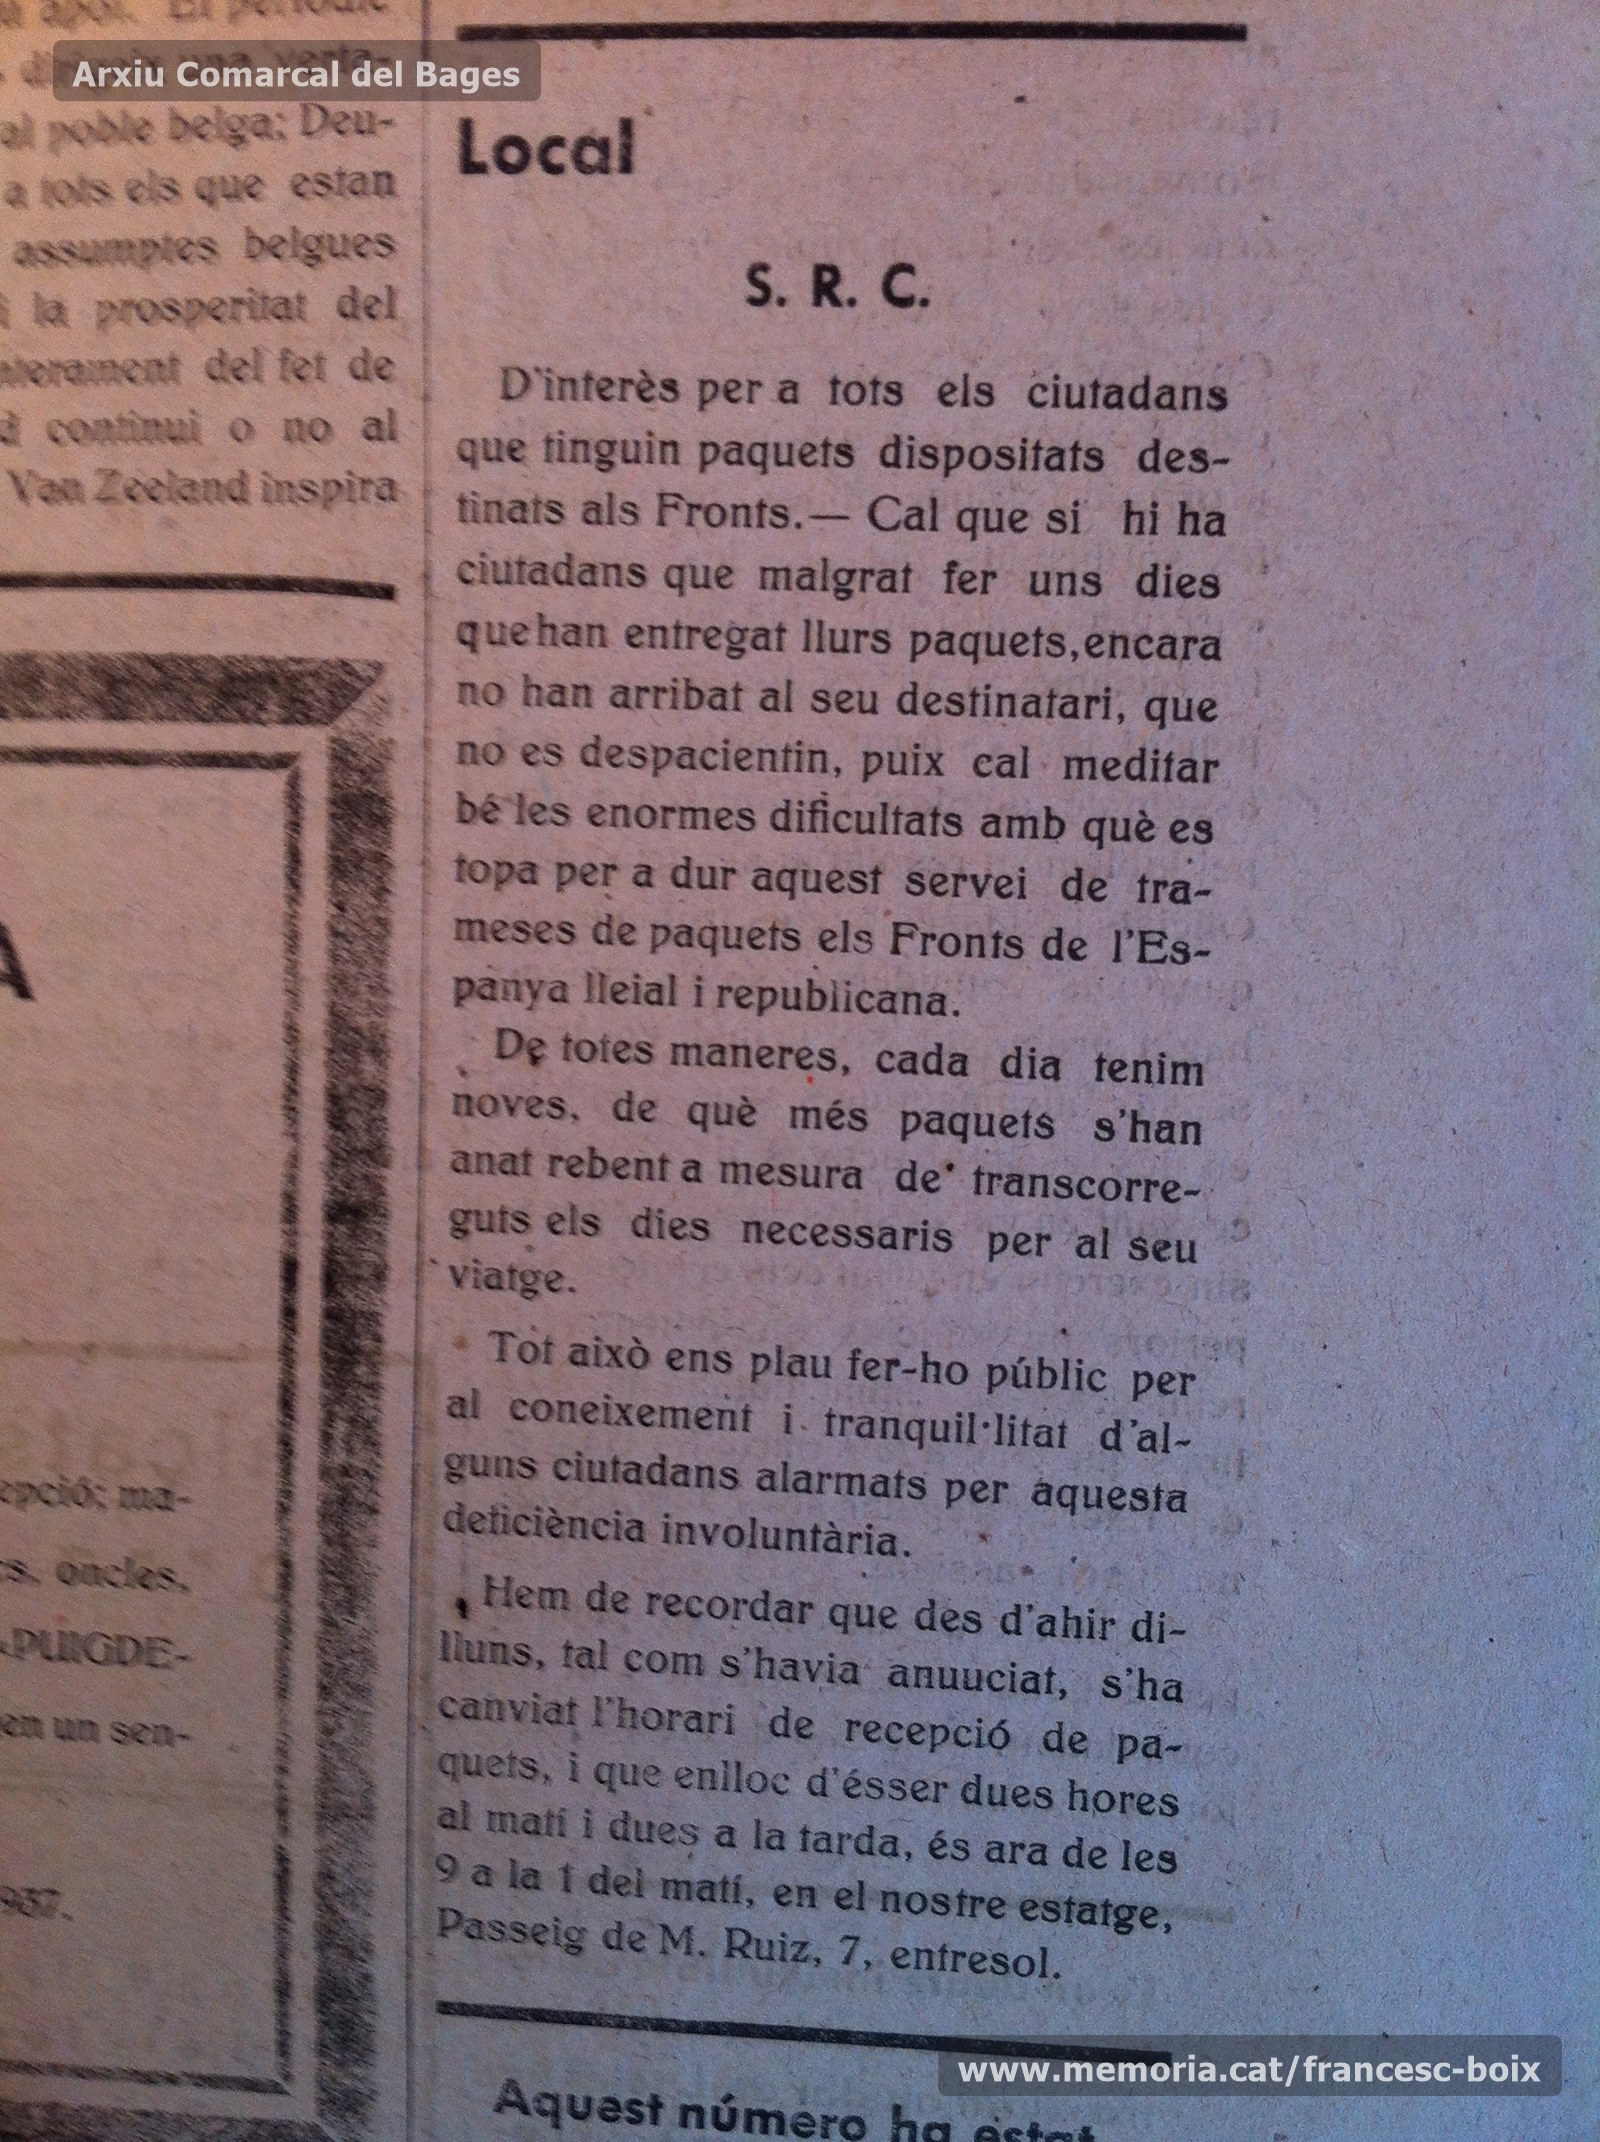 Arxiu Comarcal del Bages
al poble belga: Deu-
a tots els que estan
assumptes belgues
i la prosperitat del
del fet de
continui o no al
Van Zeeland inspira
A
ma-
oncles,
PUIGDE-
en un sen-
Local
S. R. C.
D'interès per a tots els ciutadans
que tinguin paquets dispositats des-
tinats als Fronts.— Cal que si hi ha
ciutadans que malgrat fer uns dies
que han entregat llurs paquets, encara
no han arribat al seu destinatari, que
no es despacientin, puix cal meditar
bé les enormes dificultats amb què es
topa per a dur aquest servei de tra-
meses de paquets els Fronts de l'Es-
panya lleial i republicana.
De totes maneres, cada dia tenim
noves, de què més paquets s'han
anat rebent a mesura de transcorre-
guts els dies necessaris per al seu
viatge.
Tot això ens plau fer-ho públic per
al coneixement i tranquil·litat d'al-
guns ciutadans alarmats per aquesta
deficiència involuntària.
Hem de recordar que des d'ahir di-
lluns, tal com s'havia anuuciat, s'ha
canviat l'horari de recepció de pa-
quets, i que enlloc d'ésser dues hores
al matí i dues a la tarda, és ara de les
9 a la 1 del matí, en el nostre estatge,
Passeig de M. Ruiz, 7, entresol.
www.memoria.cat/francesc-boix
Aquest número ha estat